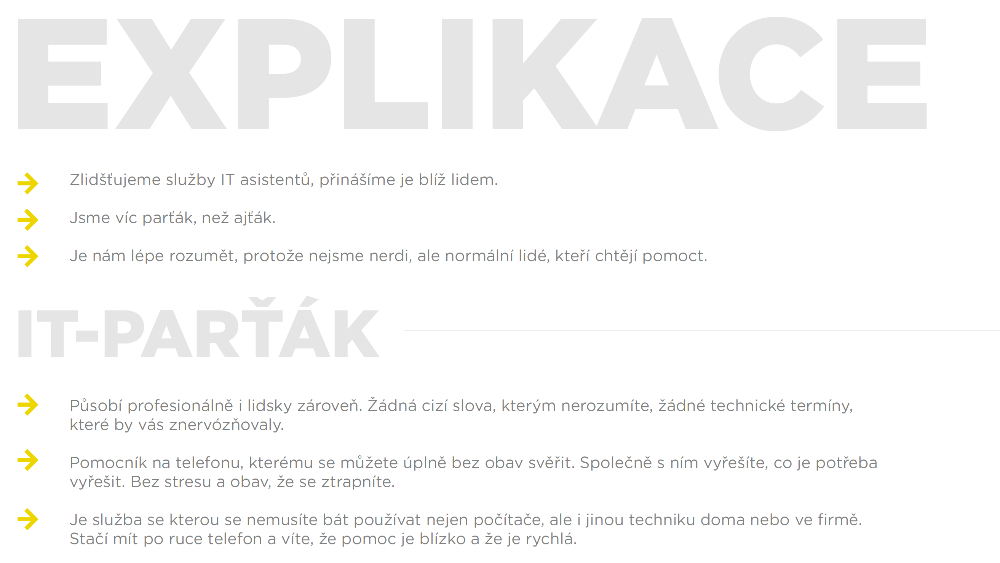 EXPLIKACE
Zlidšťujeme služby IT asistentů, přinášíme je blíž lidem.
Jsme víc parťák, než ajťák.
Je nám lépe rozumět, protože nejsme nerdi, ale normální lidé, kteří chtějí pomoct.
IT-PARŤÁK
Působí profesionálně i lidsky zároveň. Žádná cizí slova, kterým nerozumíte, žádné technické termíny,
které by vás znervózňovaly.
Pomocník na telefonu, kterému se můžete úplně bez obav svěřit. Společně s ním vyřešíte, co je potřeba
vyřešit. Bez stresu a obav, že se ztrapníte.
Je služba se kterou se nemusíte bát používat nejen počítače, ale i jinou techniku doma nebo ve firmě.
Stačí mít po ruce telefon a víte, že pomoc je blízko a že je rychlá.